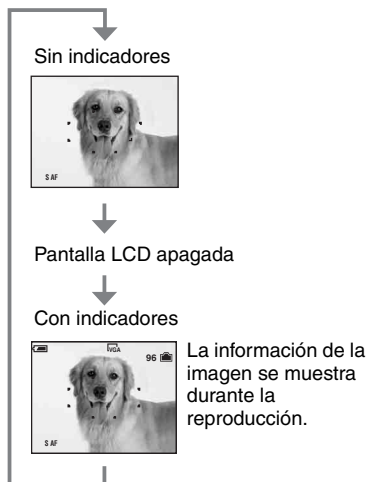 Sin indicadores
S AF
Pantalla LCD apagada
Con indicadores
VGA
96
S AF
La información de la
imagen se muestra
durante la
reproducción.